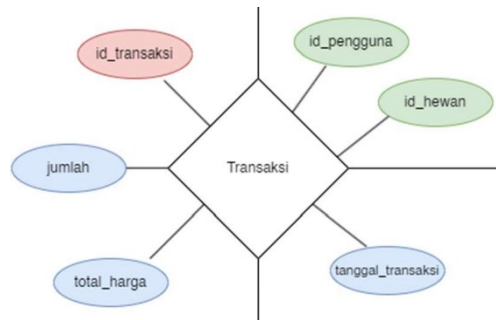 id_transaksi
id_pengguna
id_hewan
jumlah
Transaksi
total_harga
tanggal_transaksi